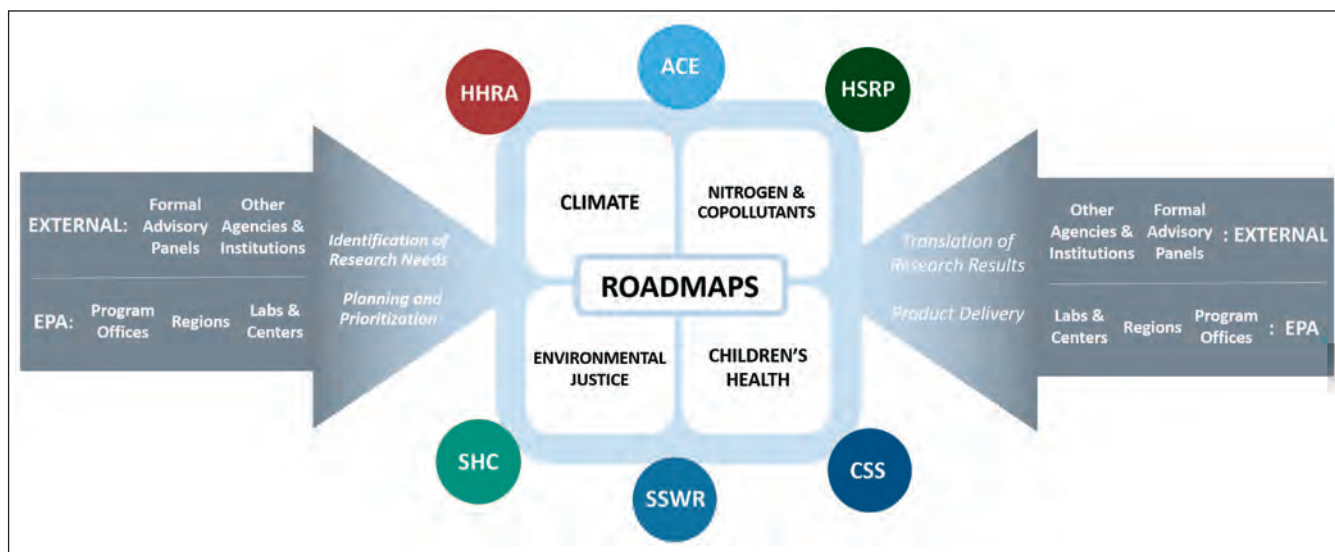 HHRA
ACE
HSRP
EXTERNAL:
Formal
Advisory
Panels
Other
Agencies &
Institutions
EPA:
Program
Offices
Regions
Labs &
Centers
Identification of
Research Needs
Planning and
Prioritization
CLIMATE
NITROGEN &
COPOLLUTANTS
ROADMAPS
ENVIRONMENTAL
JUSTICE
CHILDREN'S
HEALTH
Translation of
Research Results
Product Delivery
Other
Agencies &
Institutions
Formal
Advisory
Panels
: EXTERNAL
Labs &
Centers
Regions
Program
Offices
: EPA
SHC
SSWR
CSS